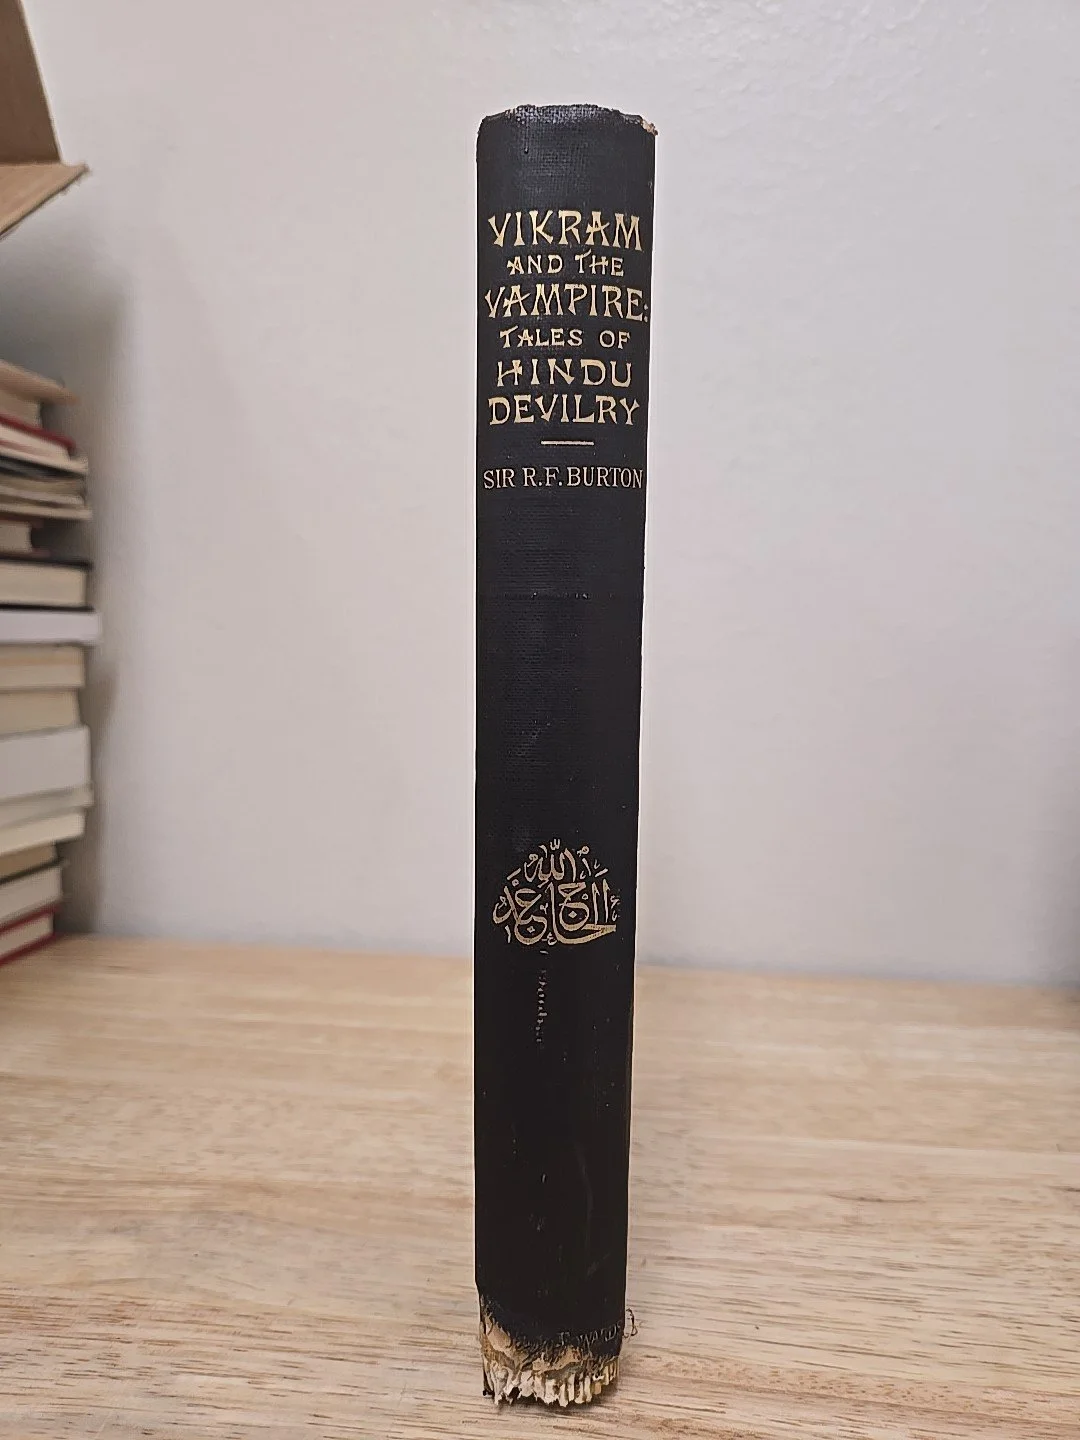 VIKRAM
AND THE
VAMPIRE:
TALES OF
HINDU
DEVILRY
SIR R.F. BURTON
الحاج عبد الله